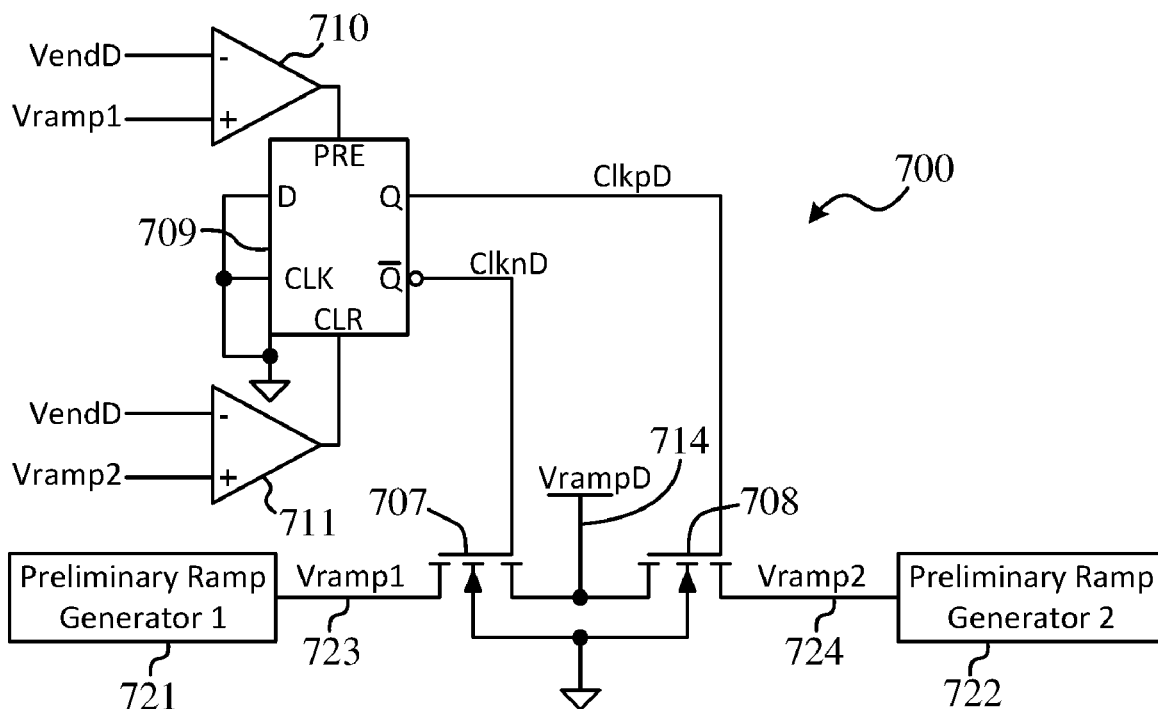 710
VendD
-
Vramp1
+
PRE
D
Q
ClkpD
700
709
CLK
Q
ClknD
CLR
VendD
-
Vramp2
+
711
714
VrampD
707
708
Preliminary Ramp
Generator 1
Vramp1
Vramp2
Preliminary Ramp
Generator 2
723
724
721
722